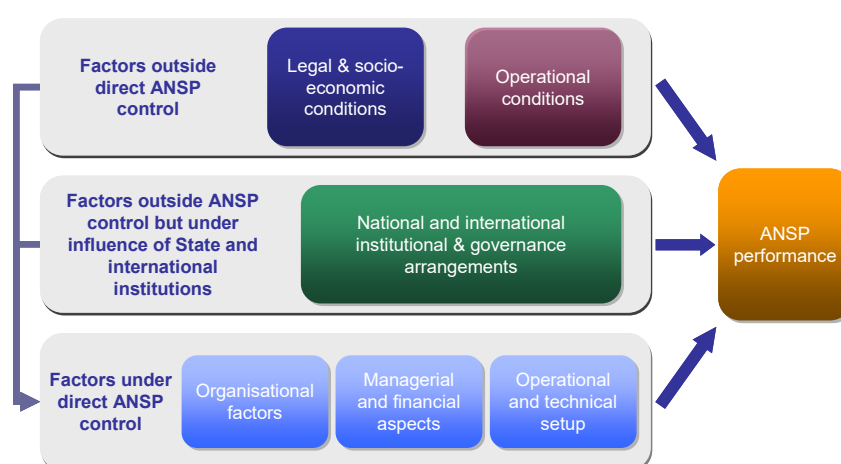 Factors outside
direct ANSP
control
Legal & socio-
economic
conditions
Operational
conditions
Factors outside ANSP
control but under
influence of State and
international
institutions
National and international
institutional & governance
arrangements
ANSP
performance
Factors under
direct ANSP
control
Organisational
factors
Managerial
and financial
aspects
Operational
and technical
setup